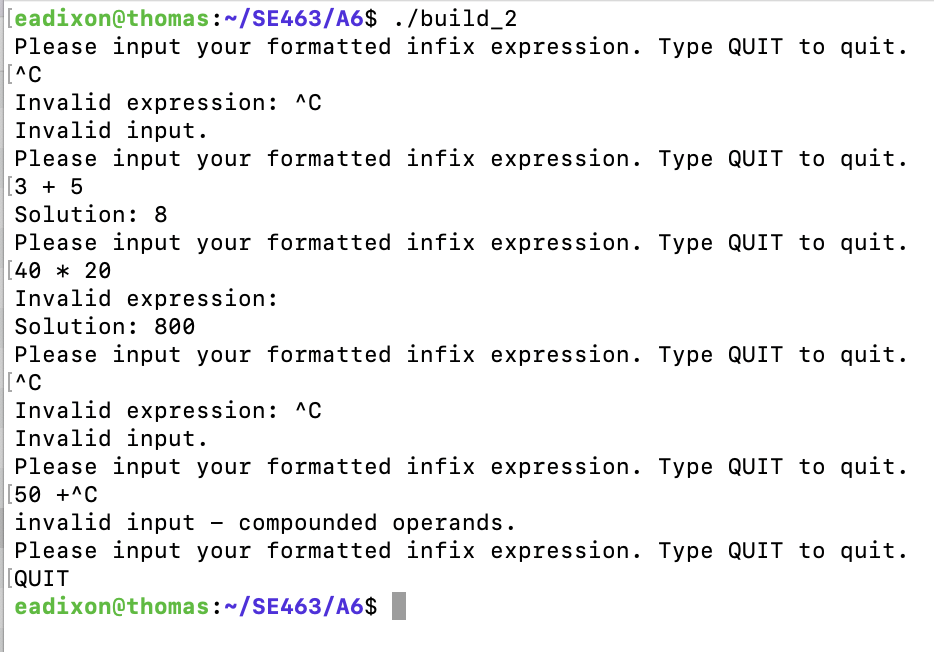 [eadixon@thomas:~/SE463/A6$ ./build_2
Please input your formatted infix expression. Type QUIT to quit.
[^C
Invalid expression: ^C
Invalid input.
Please input your formatted infix expression. Type QUIT to quit.
[3 + 5
Solution: 8
Please input your formatted infix expression. Type QUIT to quit.
[40 * 20
Invalid expression:
Solution: 800
Please input your formatted infix expression. Type QUIT to quit.
[^C
Invalid expression: ^C
Invalid input.
Please input your formatted infix expression. Type QUIT to quit.
[50 +^C
invalid input – compounded operands.
Please input your formatted infix expression. Type QUIT to quit.
[QUIT
eadixon@thomas:~/SE463/A6$